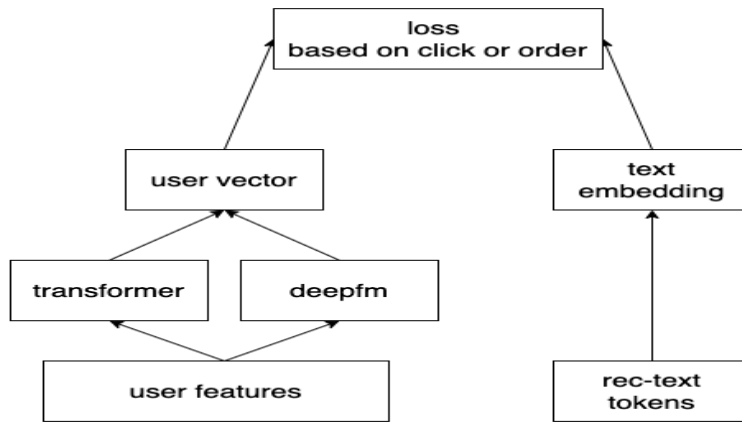 loss
based on click or order
user vector
text
embedding
transformer
deepfm
user features
rec-text
tokens